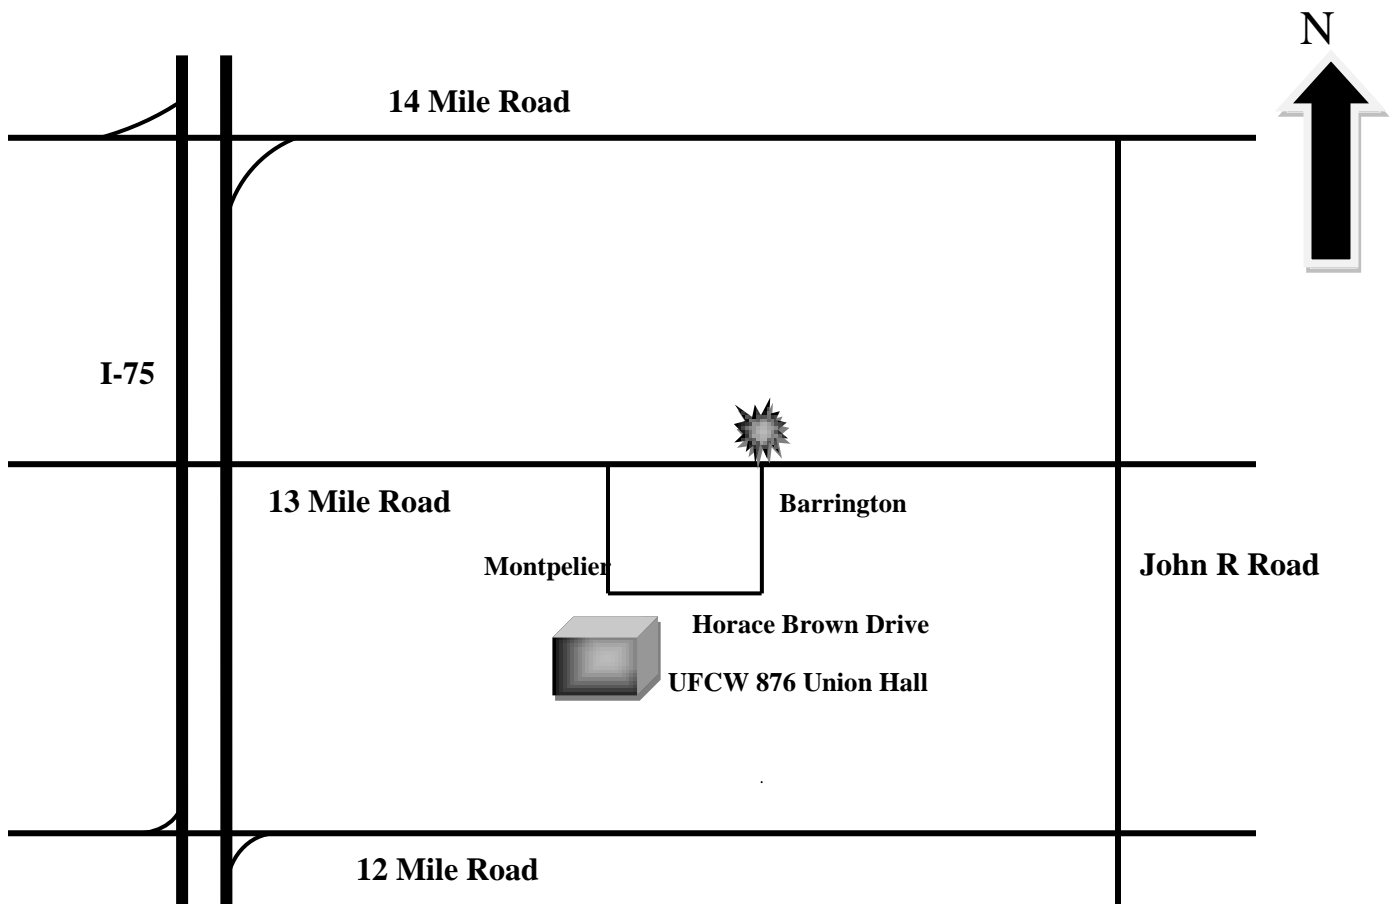 N
14 Mile Road
I-75
13 Mile Road
Barrington
Montpelier
John R Road
Horace Brown Drive
UFCW 876 Union Hall
12 Mile Road